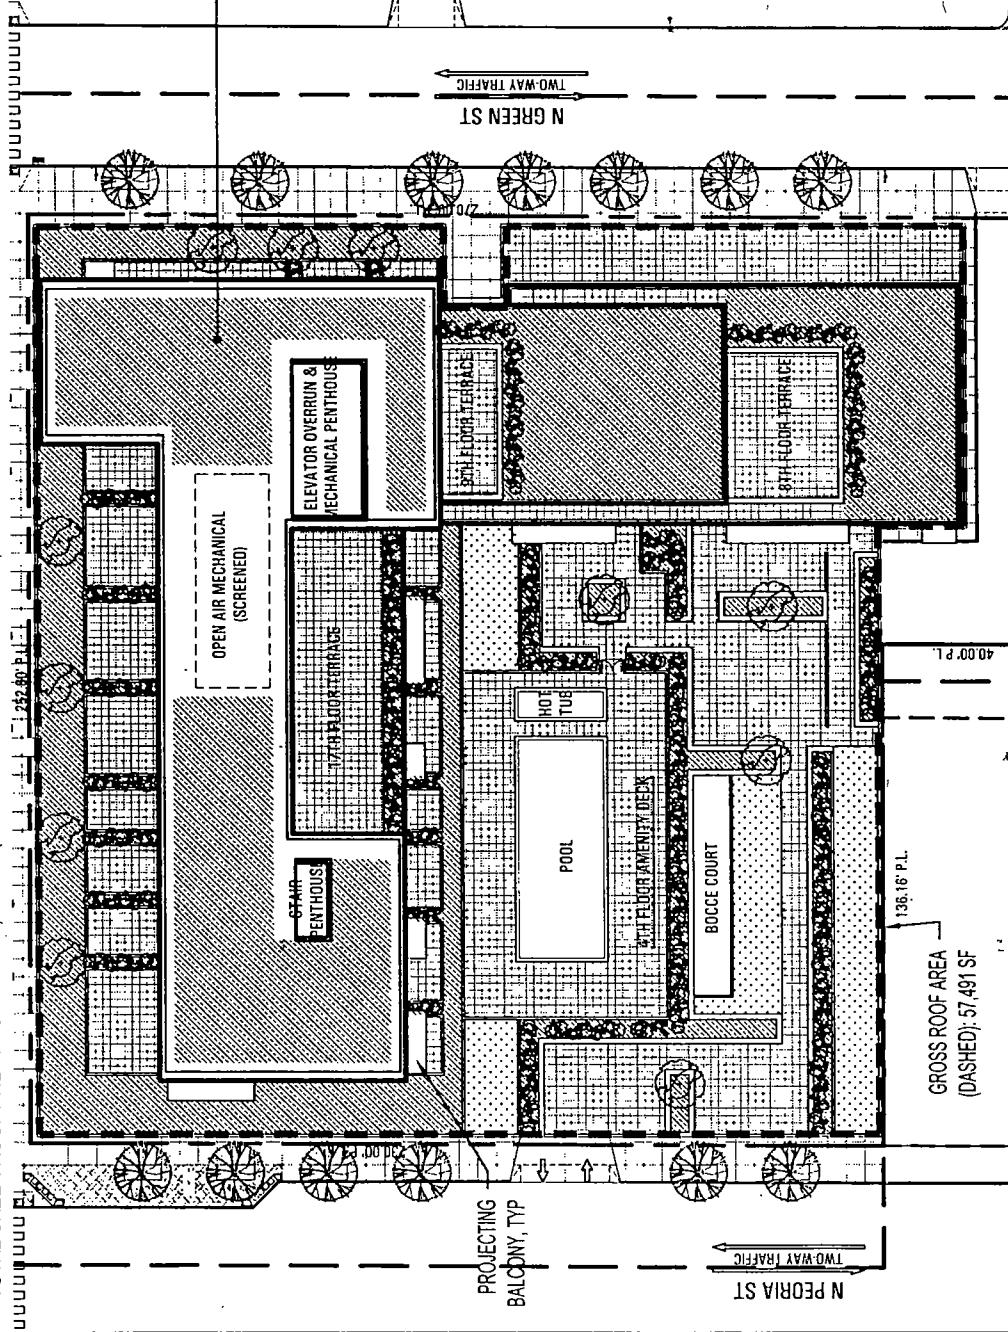 TWO-WAY TRAFFIC
N GREEN ST
ELEVATOR OVERRUN &
MECHANICAL PENTHOUSE
9TH FLOOR TERRACE
8TH FLOOR TERRACE
OPEN AIR MECHANICAL
(SCREENED)
17TH FLOOR TERRACE
HOT
TUB
40.00' P.L.
STAIR
PENTHOUSE
POOL
4TH FLOOR AMENITY DECK
BOCCE COURT
136.16' P.L.
GROSS ROOF AREA
(DASHED): 57,491 SF
PROJECTING
BALCONY, TYP
TWO-WAY TRAFFIC
N PEORIA ST